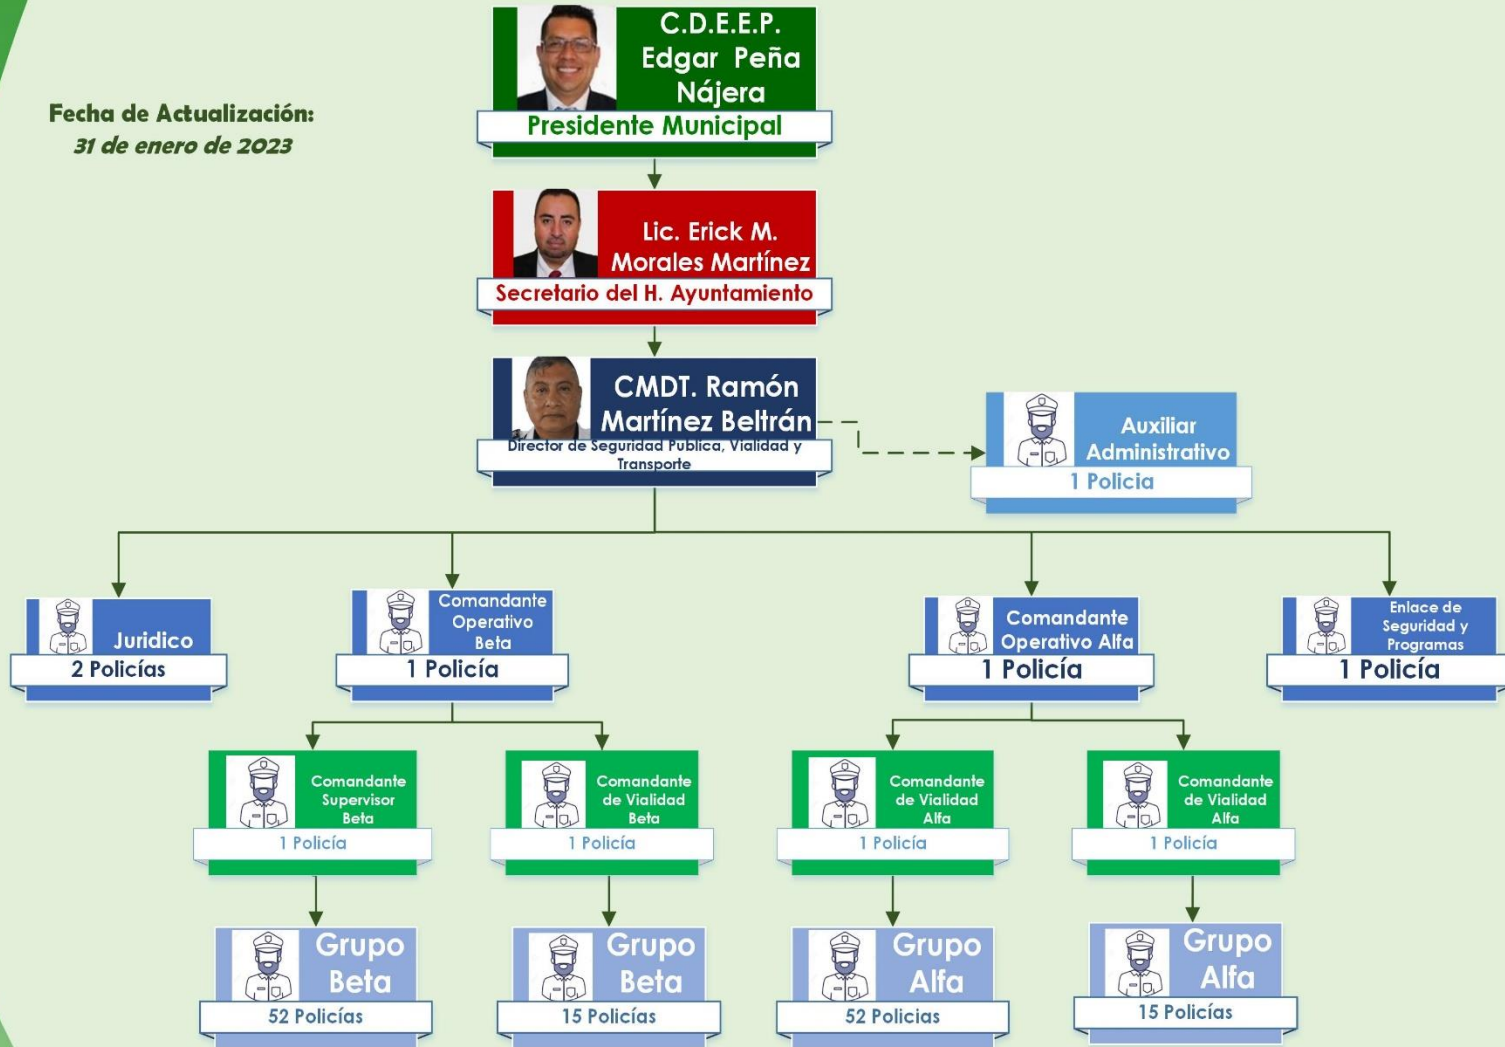 C.D.E.E.P.
Edgar Peña
Nájera
Presidente Municipal
Fecha de Actualización:
31 de enero de 2023
Lic. Erick M.
Morales Martínez
Secretario del H. Ayuntamiento
CMDT. Ramón
Martínez Beltrán
Director de Seguridad Publica, Vialidad y
Transporte
Auxiliar
Administrativo
1 Policia
Juridico
2 Policías
Comandante
Operativo
Beta
1 Policía
Comandante
Operativo Alfa
1 Policía
Enlace de
Seguridad y
Programas
1 Policía
Comandante
Supervisor
Beta
1 Policía
Comandante
de Vialidad
Beta
1 Policía
Comandante
de Vialidad
Alfa
1 Policía
Comandante
de Vialidad
Alfa
1 Policía
Grupo
Beta
52 Policías
Grupo
Beta
15 Policías
Grupo
Alfa
52 Policias
Grupo
Alfa
15 Policías